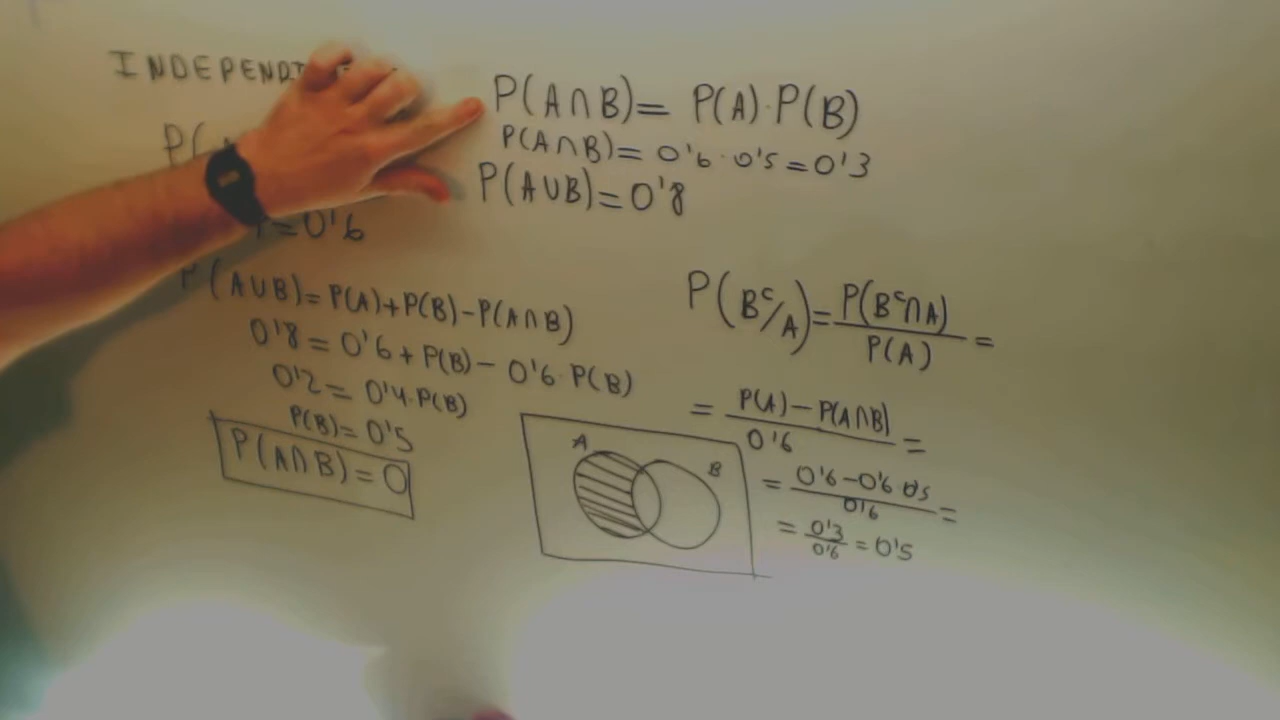 INDEPENDI
P(
=0'6
P(A∩B)= P(A)·P(B)
P(A∩B)= 0'6·0'5=0'3
P(A∪B)=0'8
P(A∪B)=P(A)+P(B)-P(A∩B)
0'8=0'6+P(B)-0'6·P(B)
0'2=0'4·P(B)
P(B)=0'5
P(A∩B)=0
A
B
P(Bᶜ/A)=P(Bᶜ∩A)/P(A)=
=P(A)-P(A∩B)/0'6=
=0'6-0'6·0'5/0'6=
=0'3/0'6=0'5